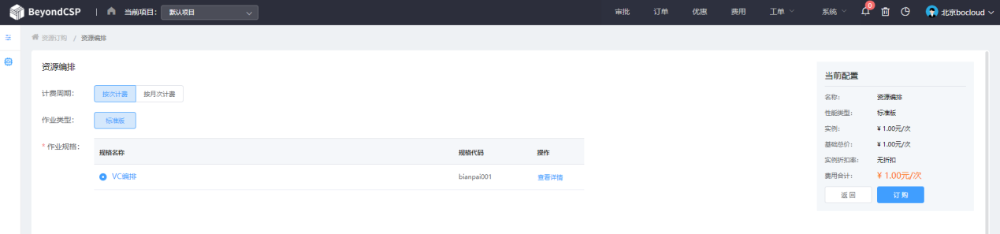 BeyondCSP | 当前项目： 默认项目 审批 订单 优惠 费用 工单 系统 0 北京bocloud
资源订购 / 资源编排
资源编排
计费周期： 按次计费 按月次计费
作业类型： 标准版
* 作业规格： 规格名称 规格代码 操作
VC编排 bianpai001 查看详情
当前配置
名称： 资源编排
性能类型： 标准版
实例： ¥ 1.00元/次
基础总价： ¥ 1.00元/次
实例折扣率： 无折扣
费用合计： ¥ 1.00元/次
返回 订购